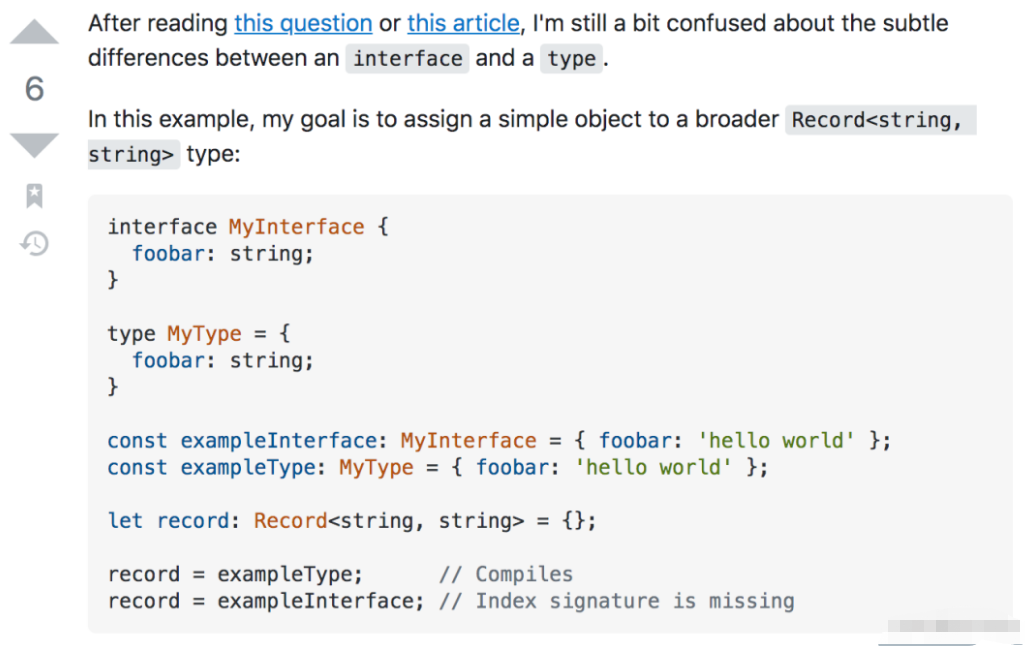 After reading this question or this article, I'm still a bit confused about the subtle
differences between an interface and a type.
6
In this example, my goal is to assign a simple object to a broader Record<string,
string> type:
interface MyInterface {
  foobar: string;
}
type MyType = {
  foobar: string;
}
const exampleInterface: MyInterface = { foobar: 'hello world' };
const exampleType: MyType = { foobar: 'hello world' };
let record: Record<string, string> = {};
record = exampleType;      // Compiles
record = exampleInterface; // Index signature is missing